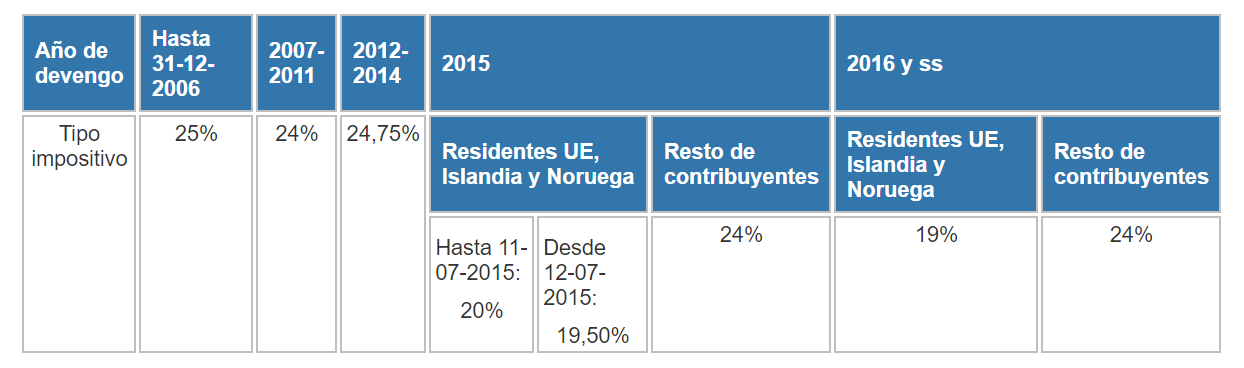 Año de
devengo
Hasta
31-12-
2006
2007-
2011
2012-
2014
2015
2016 y ss
Tipo
impositivo
25%
24%
24,75%
Residentes UE,
Islandia y Noruega
Resto de
contribuyentes
Residentes UE,
Islandia y
Noruega
Resto de
contribuyentes
Hasta 11-
07-2015:
20%
Desde
12-07-
2015:
19,50%
24%
19%
24%